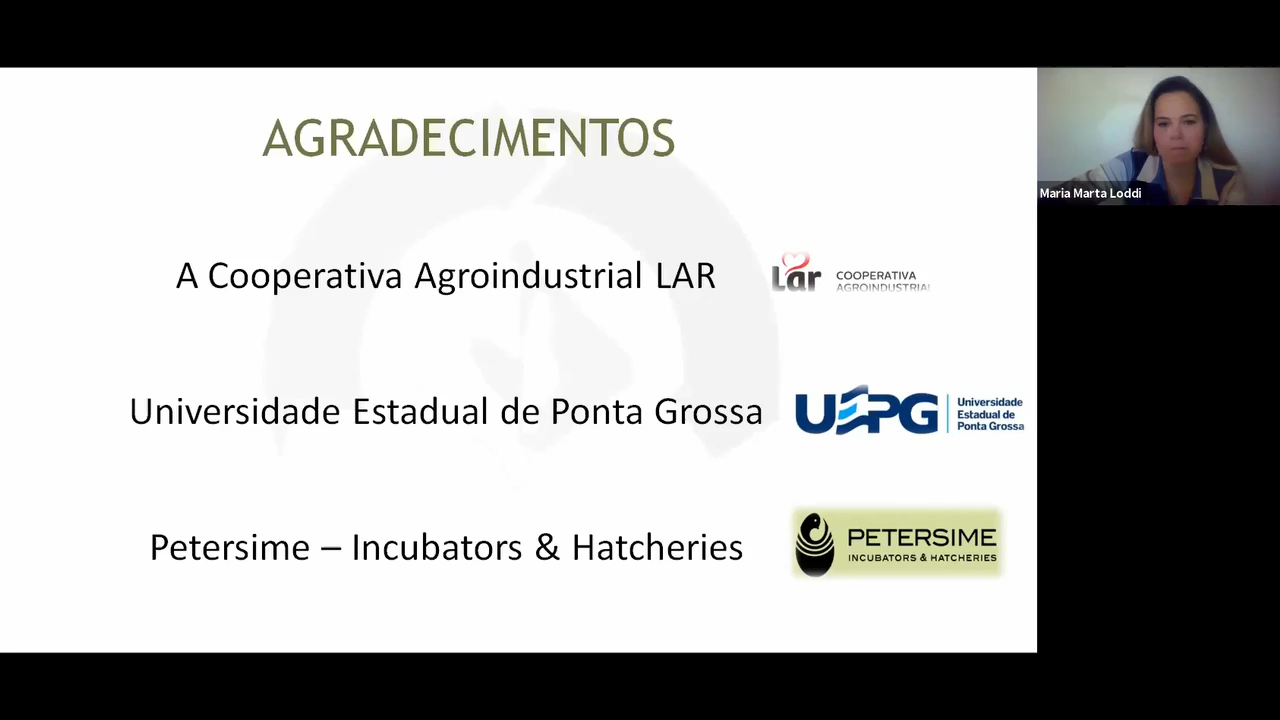 AGRADECIMENTOS
Maria Marta Loddi
A Cooperativa Agroindustrial LAR
Lar
COOPERATIVA
AGROINDUSTRIAL
Universidade Estadual de Ponta Grossa
UEPG
Universidade
Estadual de
Ponta Grossa
Petersime – Incubators & Hatcheries
PETERSIME
INCUBATORS & HATCHERIES